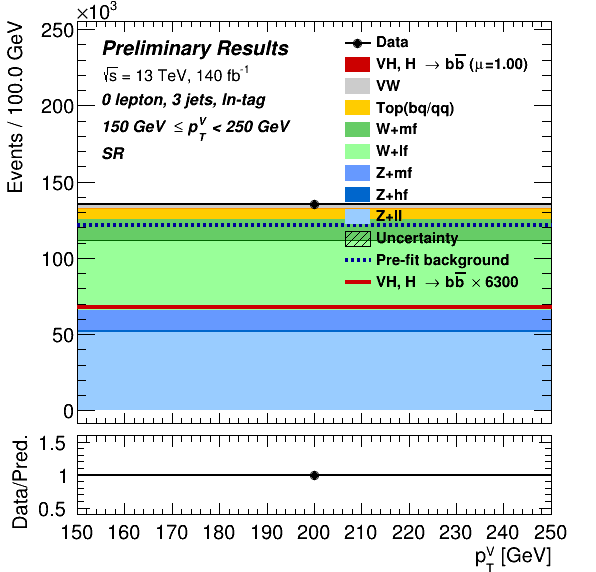 ×10³
Events / 100.0 GeV
250
200
150
100
50
0
Preliminary Results
√s = 13 TeV, 140 fb⁻¹
0 lepton, 3 jets, ln-tag
150 GeV ≤ p_T^V < 250 GeV
SR
Data
VH, H → bb̅ (μ=1.00)
VW
Top(bq/qq)
W+mf
W+lf
Z+mf
Z+hf
Z+ll
Uncertainty
Pre-fit background
VH, H → bb̅ × 6300
Data/Pred.
1.5
1
0.5
150 160 170 180 190 200 210 220 230 240 250
p_T^V [GeV]